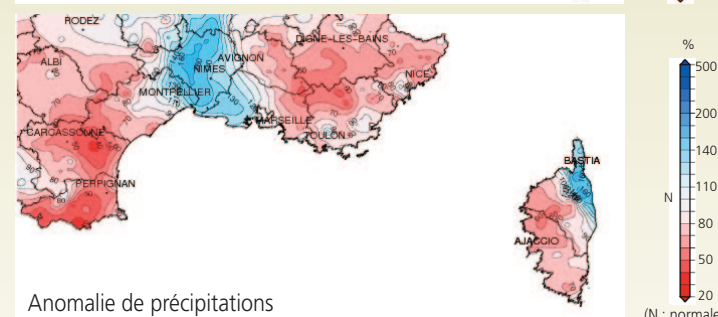 RODEZ
DIGNE-LES-BAINS
ALBI
AVIGNON
NIMES
NICE
MONTPELLIER
MARSEILLE
CARCASSONNE
TOULON
PERPIGNAN
BASTIA
AJACCIO
Anomalie de précipitations
%
500
200
140
110
N
80
50
20
(N : normale